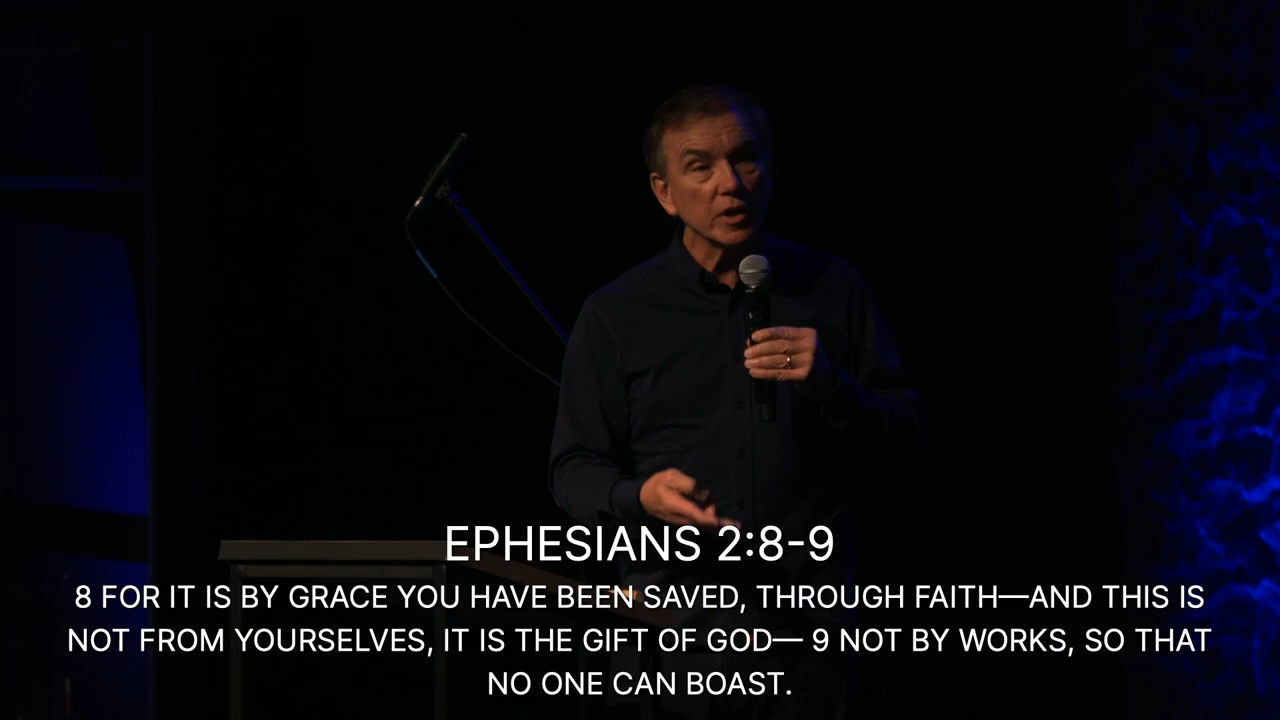 EPHESIANS 2:8-9
8 FOR IT IS BY GRACE YOU HAVE BEEN SAVED, THROUGH FAITH—AND THIS IS
NOT FROM YOURSELVES, IT IS THE GIFT OF GOD— 9 NOT BY WORKS, SO THAT
NO ONE CAN BOAST.